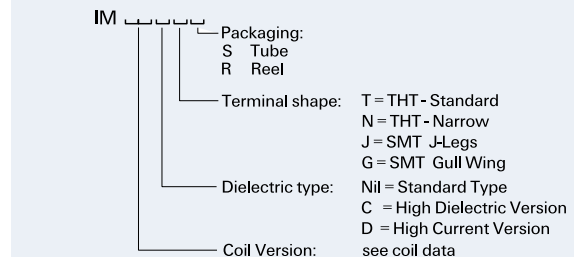 IM
Packaging:
S Tube
R Reel
Terminal shape: T = THT - Standard
N = THT - Narrow
J = SMT J-Legs
G = SMT Gull Wing
Dielectric type: Nil = Standard Type
C = High Dielectric Version
D = High Current Version
Coil Version: see coil data